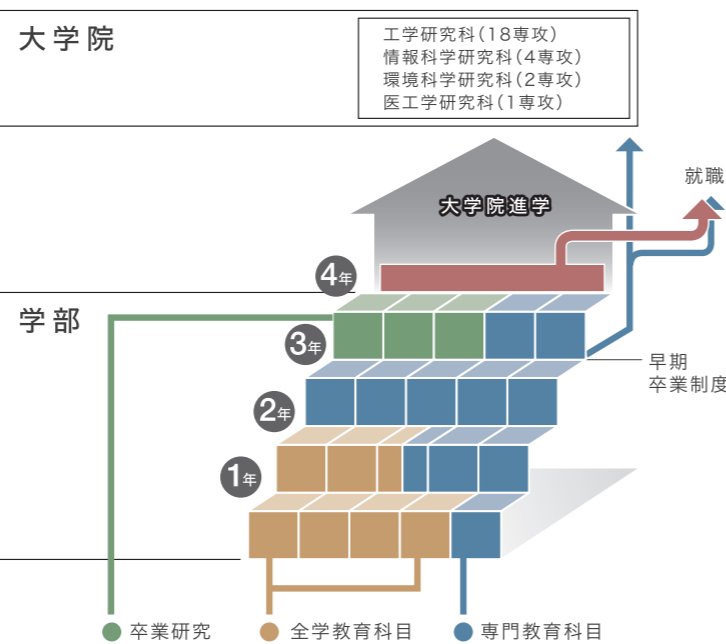 大学院
工学研究科(18専攻)
情報科学研究科(4専攻)
環境科学研究科(2専攻)
医工学研究科(1専攻)
就職
大学院進学
4年
学部
3年
早期
卒業制度
2年
1年
卒業研究
全学教育科目
専門教育科目